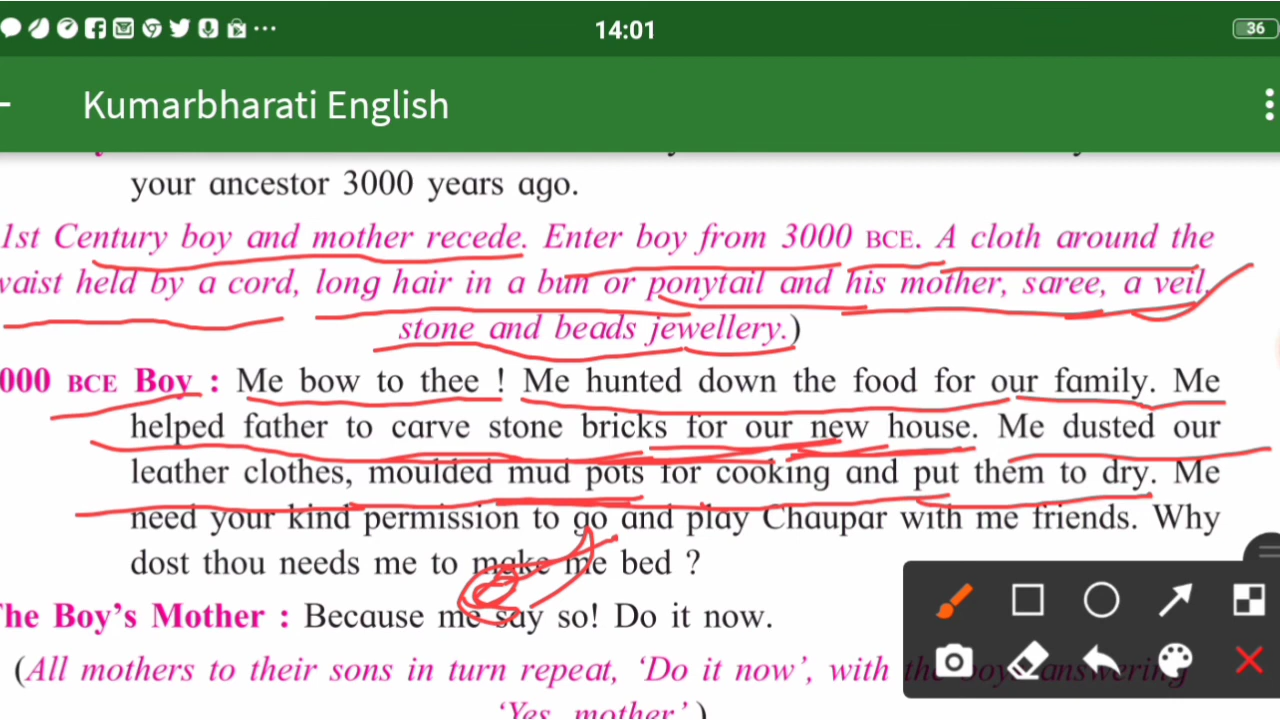 14:01
36
Kumarbharati English
your ancestor 3000 years ago.
1st Century boy and mother recede. Enter boy from 3000 BCE. A cloth around the
waist held by a cord, long hair in a bun or ponytail and his mother, saree, a veil,
stone and beads jewellery.)
000 BCE Boy : Me bow to thee ! Me hunted down the food for our family. Me
helped father to carve stone bricks for our new house. Me dusted our
leather clothes, moulded mud pots for cooking and put them to dry. Me
need your kind permission to go and play Chaupar with me friends. Why
dost thou needs me to make me bed ?
The Boy's Mother : Because me say so! Do it now.
(All mothers to their sons in turn repeat, 'Do it now', with the boys answering
'Yes, mother.')